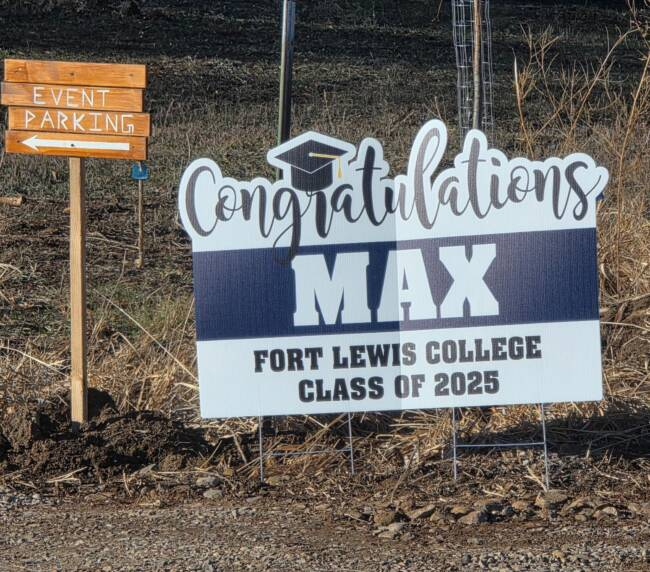 EVENT
PARKING
Congratulations
MAX
FORT LEWIS COLLEGE
CLASS OF 2025